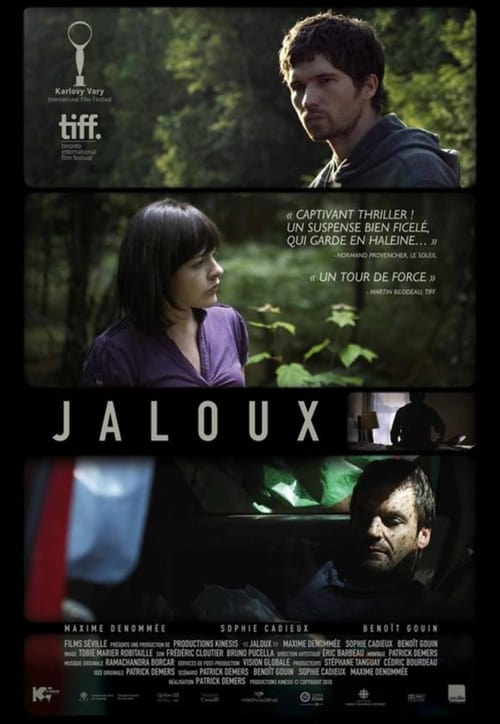 Karlovy Vary
International Film Festival
tiff.
toronto
international
film festival
« CAPTIVANT THRILLER !
UN SUSPENSE BIEN FICELÉ,
QUI GARDE EN HALEINE... »
- NORMAND PROVENCHER, LE SOLEIL
« UN TOUR DE FORCE »
- MARTIN BILODEAU, TIFF
JALOUX
MAXIME DENOMMÉE SOPHIE CADIEUX BENOÎT GOUIN
FILMS SÉVILLE PRÉSENTE UNE PRODUCTION DE PRODUCTIONS KINESIS « JALOUX » MAXIME DENOMMÉE SOPHIE CADIEUX BENOÎT GOUIN
IMAGE TOBIE MARIER ROBITAILLE SON FRÉDÉRIC CLOUTIER BRUNO PUCELLA DIRECTION ARTISTIQUE ÉRIC BARBEAU MONTAGE PATRICK DEMERS
MUSIQUE ORIGINALE RAMACHANDRA BORCAR SERVICES DE POST-PRODUCTION VISION GLOBALE PRODUCTEURS STÉPHANE TANGUAY CÉDRIC BOURDEAU
IDÉE ORIGINALE PATRICK DEMERS SCÉNARIO PATRICK DEMERS BENOÎT GOUIN SOPHIE CADIEUX MAXIME DENOMMÉE
RÉALISATION PATRICK DEMERS PRODUCTIONS KINESIS © COPYRIGHT 2010